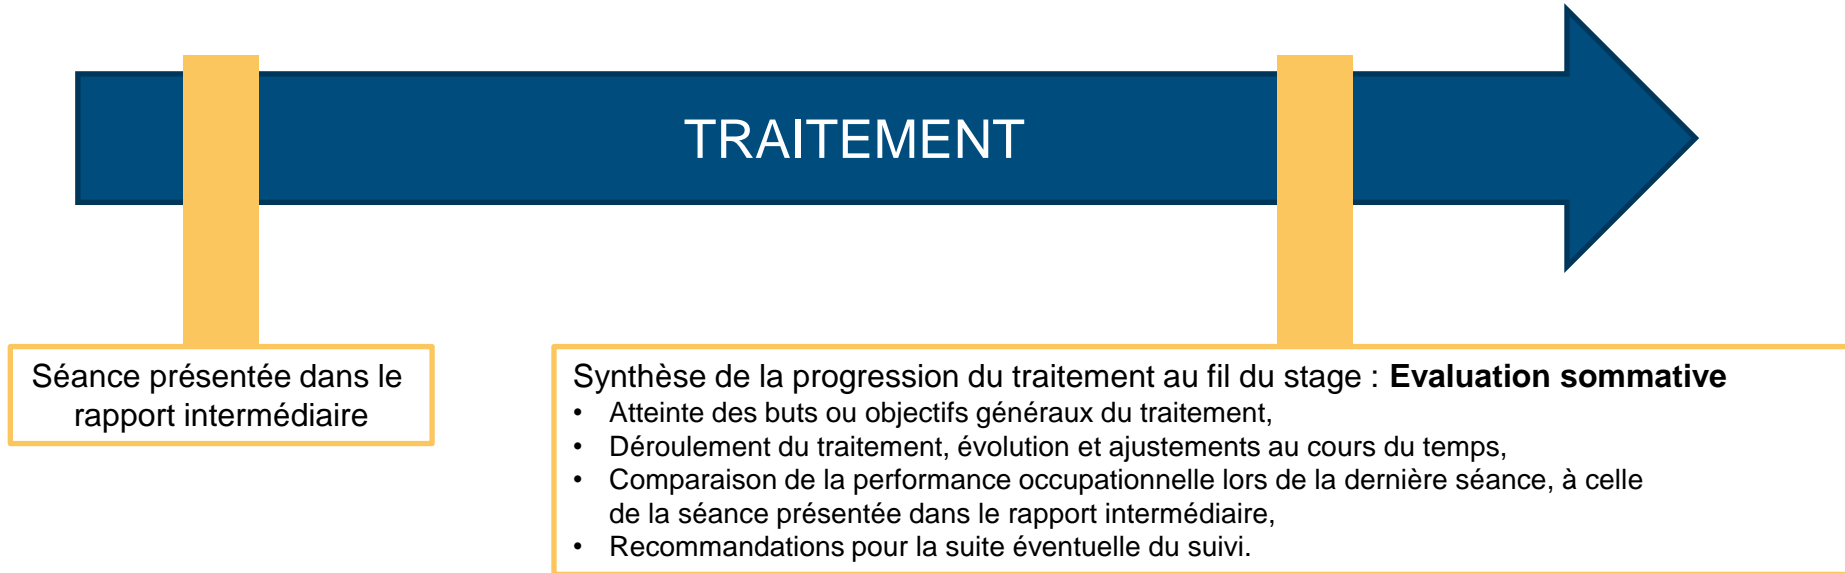 TRAITEMENT
Séance présentée dans le
rapport intermédiaire
Synthèse de la progression du traitement au fil du stage : Evaluation sommative
• Atteinte des buts ou objectifs généraux du traitement,
• Déroulement du traitement, évolution et ajustements au cours du temps,
• Comparaison de la performance occupationnelle lors de la dernière séance, à celle
de la séance présentée dans le rapport intermédiaire,
• Recommandations pour la suite éventuelle du suivi.